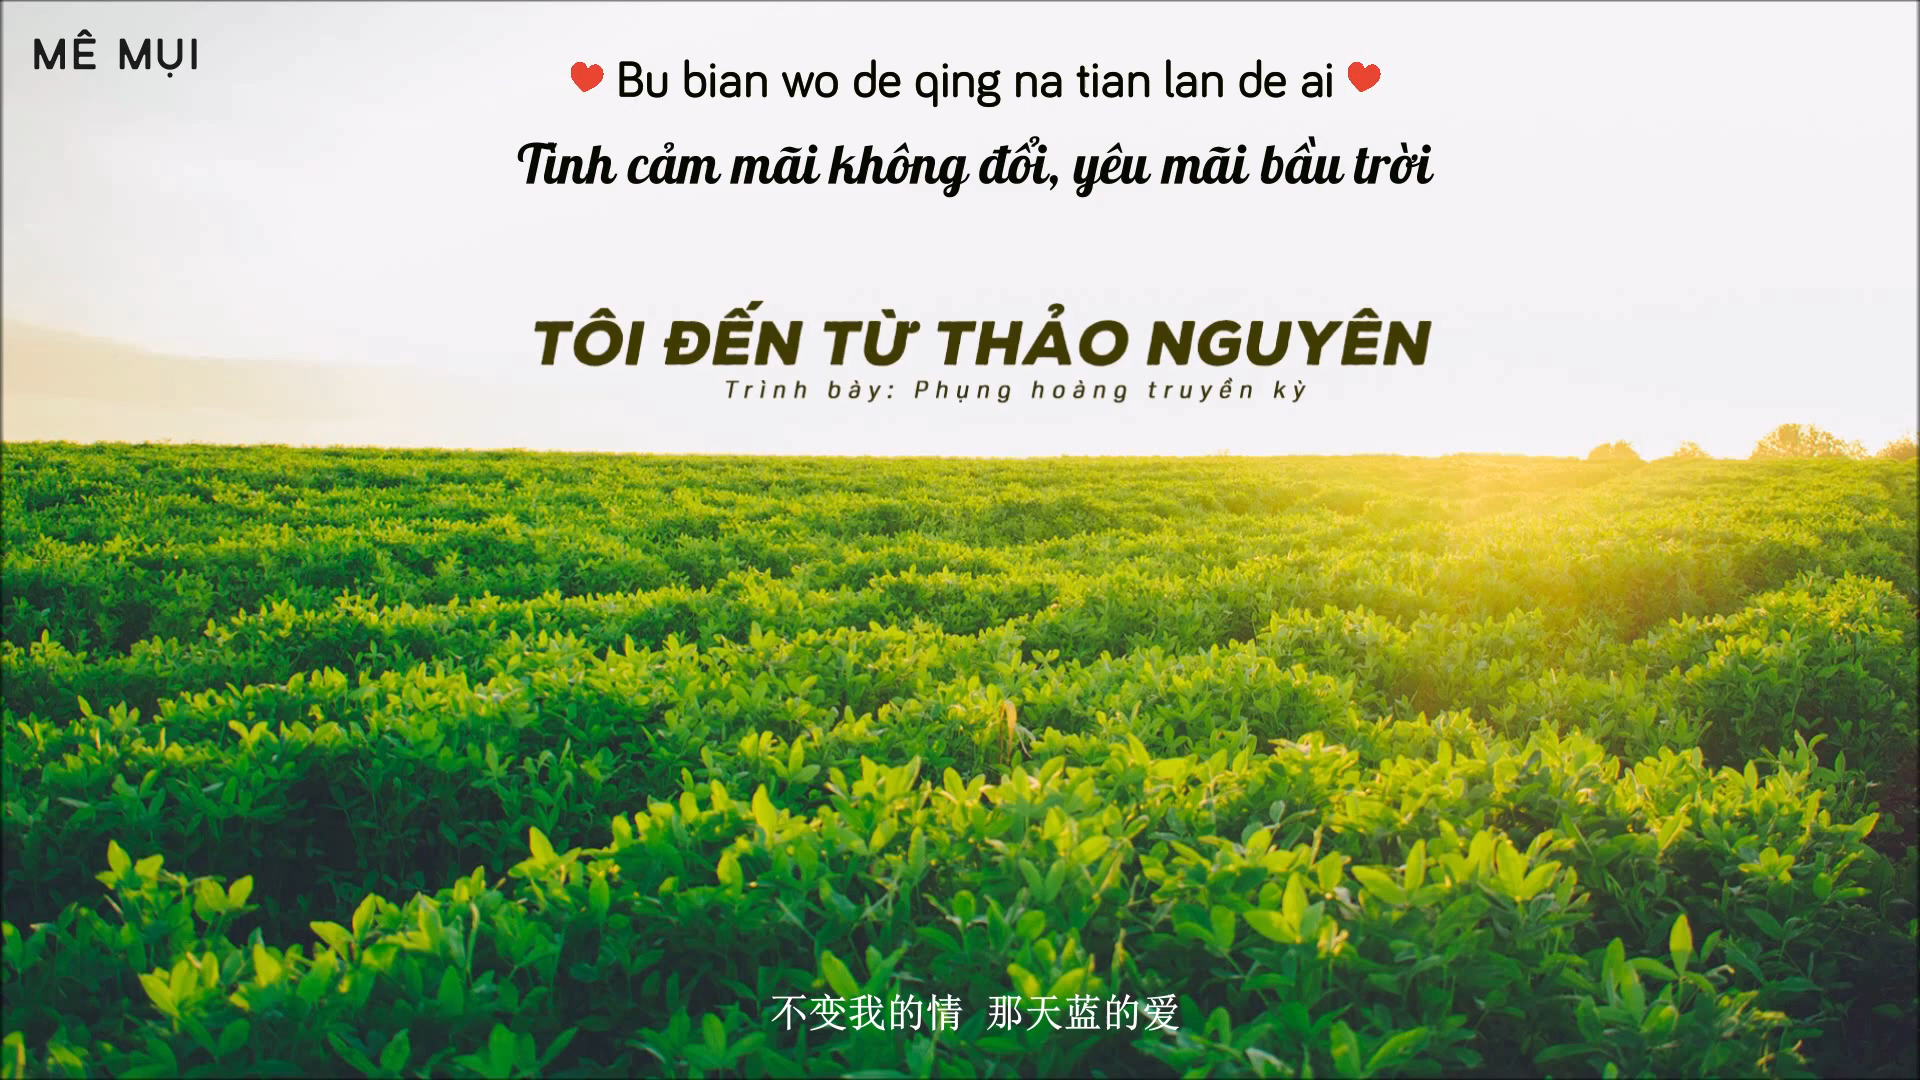 MÊ MỤI
Bu bian wo de qing na tian lan de ai
Tình cảm mãi không đổi, yêu mãi bầu trời
TÔI ĐẾN TỪ THẢO NGUYÊN
Trình bày: Phụng hoàng truyền kỳ
不变我的情 那天蓝的爱